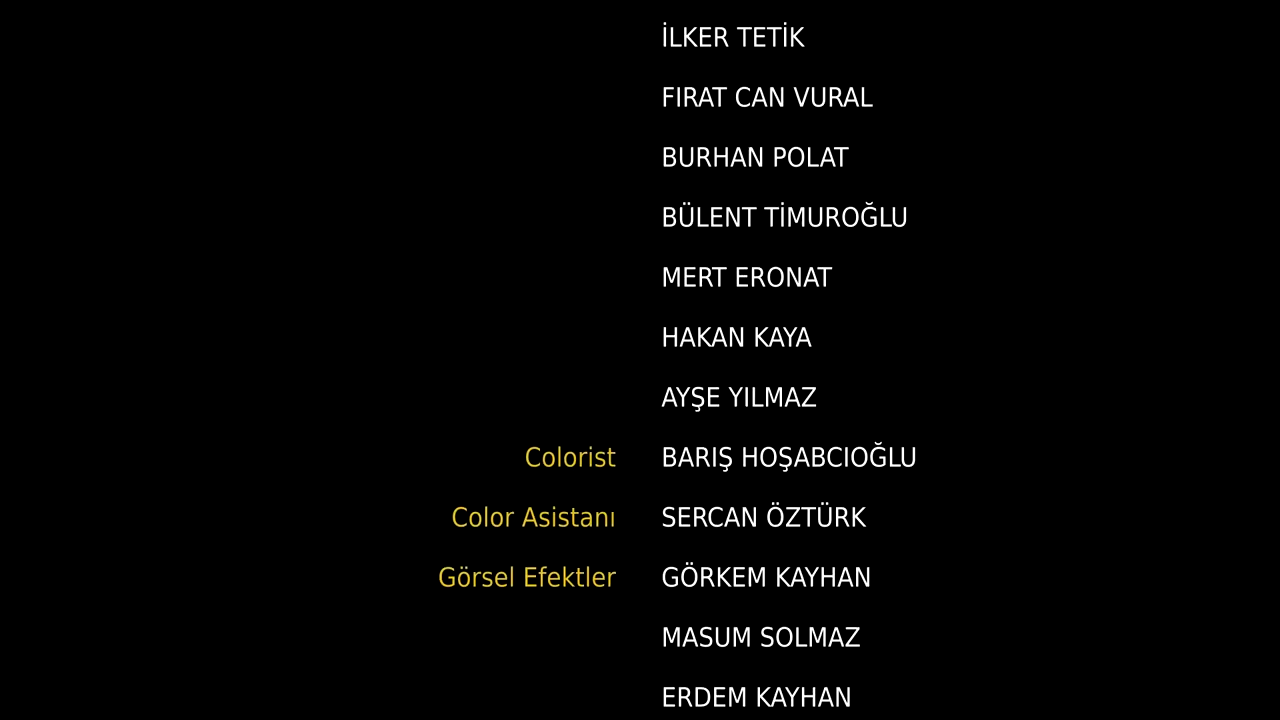 İLKER TETİK
FIRAT CAN VURAL
BURHAN POLAT
BÜLENT TİMUROĞLU
MERT ERONAT
HAKAN KAYA
AYŞE YILMAZ
Colorist BARIŞ HOŞABCIOĞLU
Color Asistanı SERCAN ÖZTÜRK
Görsel Efektler GÖRKEM KAYHAN
MASUM SOLMAZ
ERDEM KAYHAN